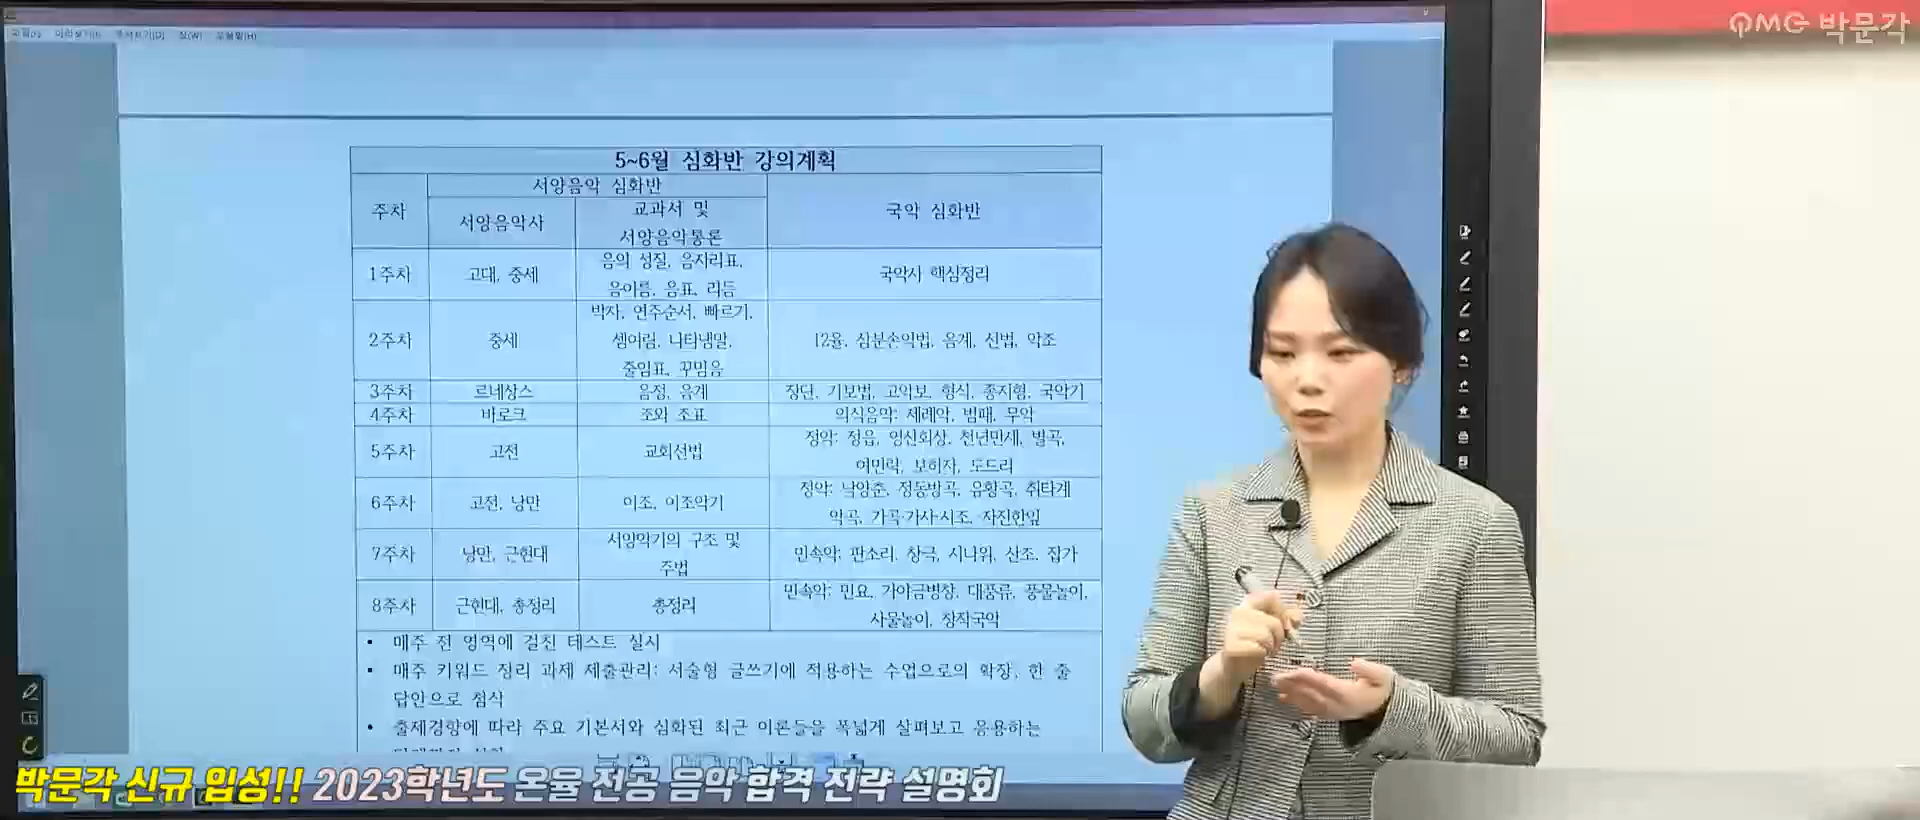 박문각
5~6월 심화반 강의계획
주차
서양음악 심화반
국악 심화반
서양음악사
교과서 및
서양음악통론
1주차
고대, 중세
음의 성질, 음자리표,
음이름, 음표, 리듬
국악사 핵심정리
2주차
중세
박자, 연주순서, 빠르기,
셈여림, 나타냄말,
줄임표, 꾸밈음
12율, 삼분손익법, 음계, 선법, 악조
3주차
르네상스
음정, 음계
장단, 기보법, 고악보, 형식, 종지형, 국악기
4주차
바로크
조와 조표
의식음악: 제례악, 범패, 무악
5주차
고전
교회선법
정악: 정읍, 영산회상, 천년만세, 별곡,
여민락, 보허자, 도드리
6주차
고전, 낭만
이조, 이조악기
정악: 낙양춘, 정동방곡, 유황곡, 취타계
악곡, 가곡·가사·시조, 자진한잎
7주차
낭만, 근현대
서양악기의 구조 및
주법
민속악: 판소리, 창극, 시나위, 산조, 잡가
8주차
근현대, 총정리
총정리
민속악: 민요, 가야금병창, 대풍류, 풍물놀이,
사물놀이, 창작국악
• 매주 전 영역에 걸친 테스트 실시
• 매주 키워드 정리 과제 제출관리: 서술형 글쓰기에 적용하는 수업으로의 확장, 한 줄
답안으로 첨삭
• 출제경향에 따라 주요 기본서와 심화된 최근 이론들을 폭넓게 살펴보고 응용하는
박문각 신규 입성!! 2023학년도 온율 전공 음악 합격 전략 설명회